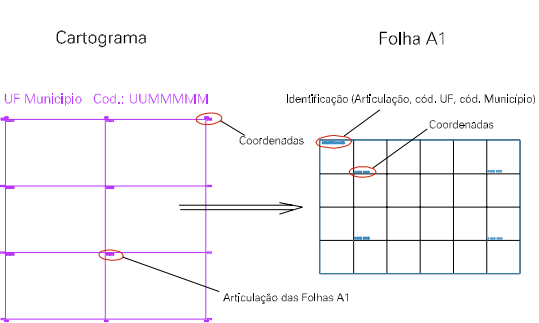 Cartograma
Folha A1
UF Municipio Cod.: UUMMMMM
Identificação (Articulação, cód. UF, cód. Município)
Coordenadas
Coordenadas
Articulação das Folhas A1